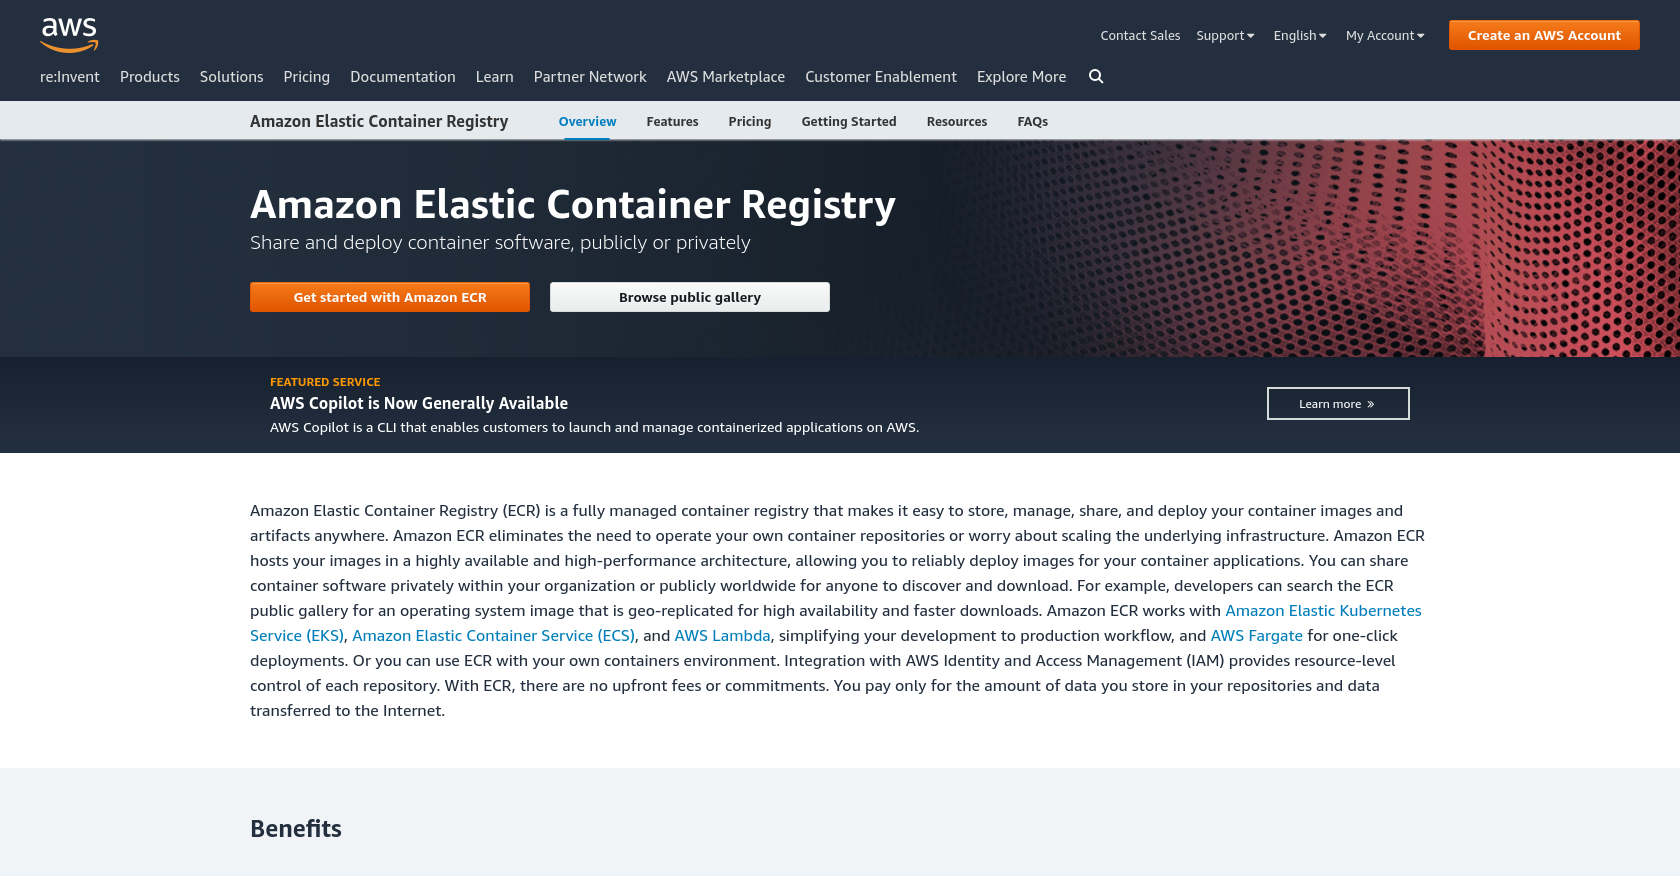 aws
Contact Sales Support English My Account Create an AWS Account
re:Invent Products Solutions Pricing Documentation Learn Partner Network AWS Marketplace Customer Enablement Explore More
Amazon Elastic Container Registry Overview Features Pricing Getting Started Resources FAQs
Amazon Elastic Container Registry
Share and deploy container software, publicly or privately
Get started with Amazon ECR Browse public gallery
FEATURED SERVICE
AWS Copilot is Now Generally Available
AWS Copilot is a CLI that enables customers to launch and manage containerized applications on AWS.
Learn more »
Amazon Elastic Container Registry (ECR) is a fully managed container registry that makes it easy to store, manage, share, and deploy your container images and
artifacts anywhere. Amazon ECR eliminates the need to operate your own container repositories or worry about scaling the underlying infrastructure. Amazon ECR
hosts your images in a highly available and high-performance architecture, allowing you to reliably deploy images for your container applications. You can share
container software privately within your organization or publicly worldwide for anyone to discover and download. For example, developers can search the ECR
public gallery for an operating system image that is geo-replicated for high availability and faster downloads. Amazon ECR works with Amazon Elastic Kubernetes
Service (EKS), Amazon Elastic Container Service (ECS), and AWS Lambda, simplifying your development to production workflow, and AWS Fargate for one-click
deployments. Or you can use ECR with your own containers environment. Integration with AWS Identity and Access Management (IAM) provides resource-level
control of each repository. With ECR, there are no upfront fees or commitments. You pay only for the amount of data you store in your repositories and data
transferred to the Internet.
Benefits